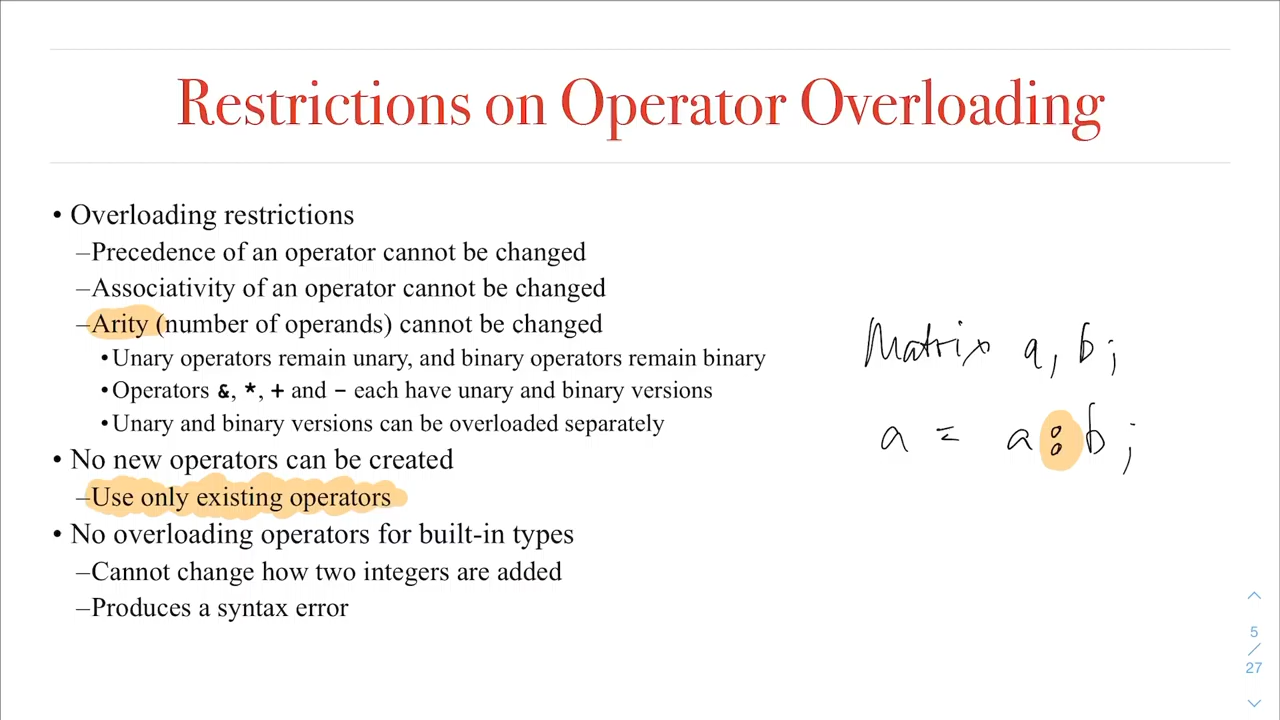 Restrictions on Operator Overloading
• Overloading restrictions
–Precedence of an operator cannot be changed
–Associativity of an operator cannot be changed
–Arity (number of operands) cannot be changed
• Unary operators remain unary, and binary operators remain binary
• Operators &, *, + and - each have unary and binary versions
• Unary and binary versions can be overloaded separately
• No new operators can be created
–Use only existing operators
• No overloading operators for built-in types
–Cannot change how two integers are added
–Produces a syntax error
Matrix a, b;
a = a : b ;
5
/
27